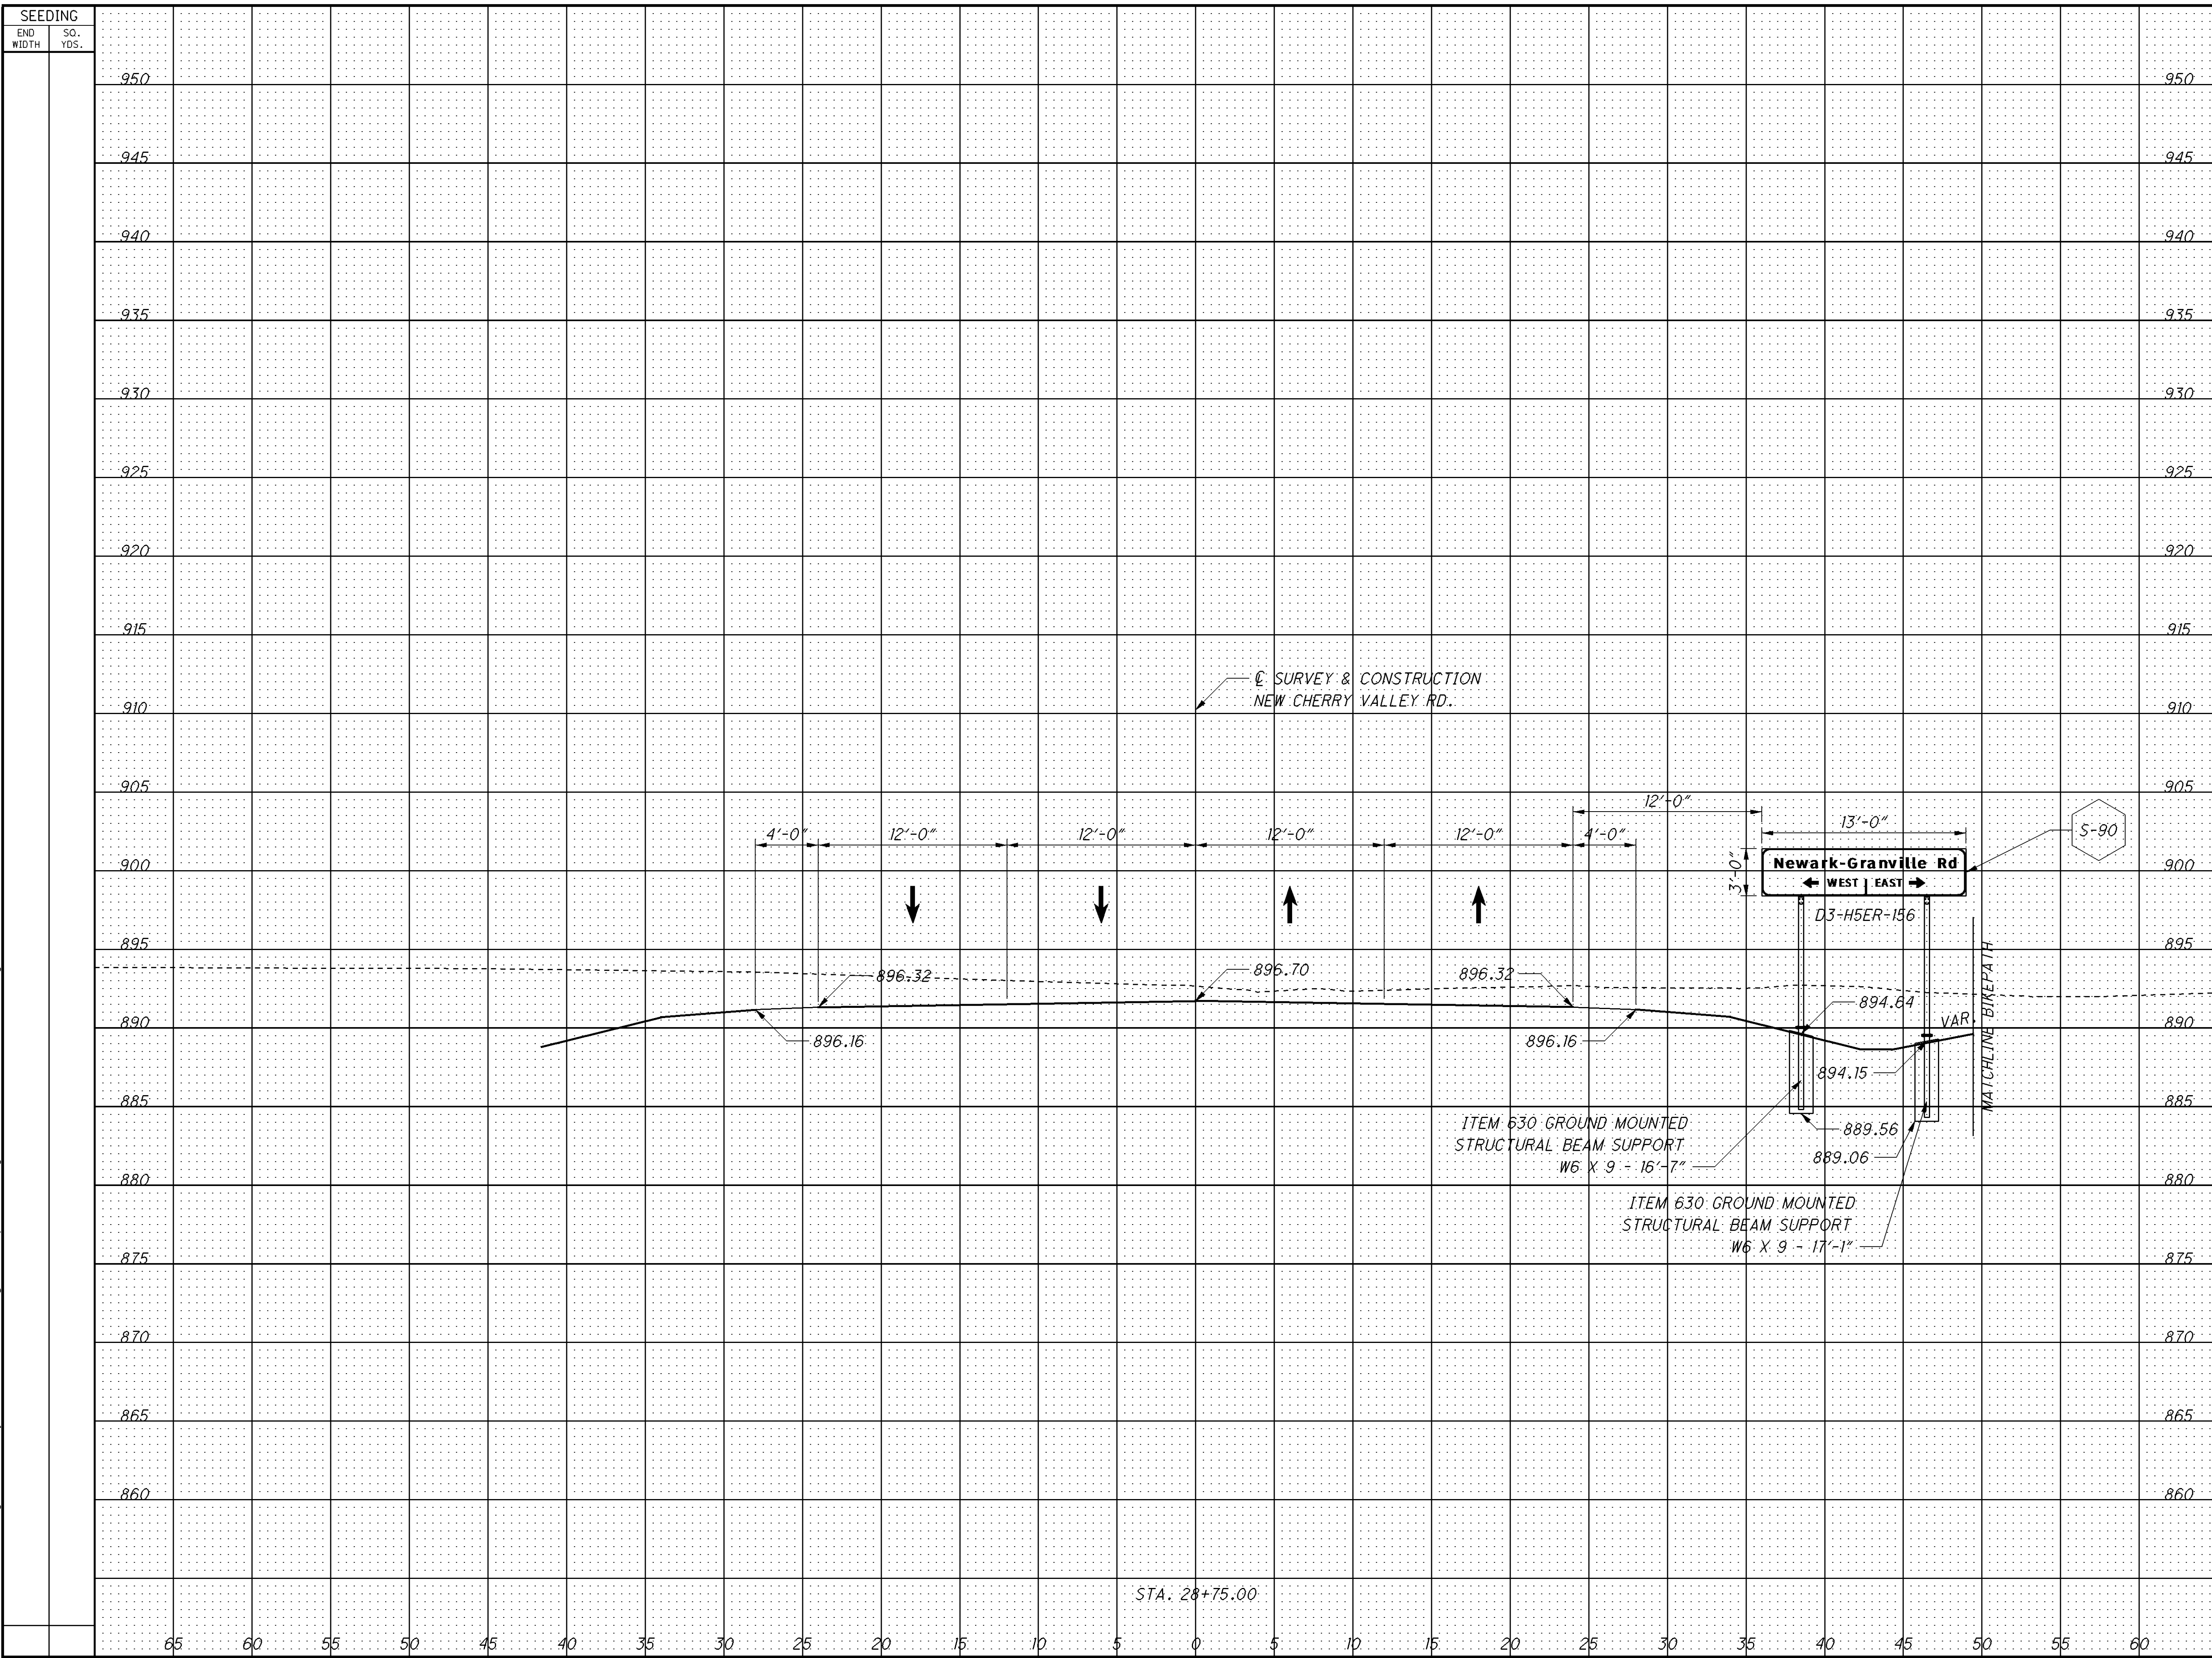 SEEDING
END WIDTH
SQ. YDS.
950 950
945 945
940 940
935 935
930 930
925 925
920 920
915 915
℄ SURVEY & CONSTRUCTION
NEW CHERRY VALLEY RD.
910 910
905 905
12'-0"
13'-0"
S-90
4'-0" 12'-0" 12'-0" 12'-0" 12'-0" 4'-0"
3'-0"
900 900
Newark-Granville Rd
← WEST | EAST →
D3-H5ER-156
895 895
896.32 896.70 896.32
894.64
MATCHLINE BIKEPATH
VAR.
890 890
896.16 896.16
894.15
885 885
ITEM 630 GROUND MOUNTED
STRUCTURAL BEAM SUPPORT
W6 X 9 - 16'-7"
889.56
889.06
880 880
ITEM 630 GROUND MOUNTED
STRUCTURAL BEAM SUPPORT
W6 X 9 - 17'-1"
875 875
870 870
865 865
860 860
STA. 28+75.00
65 60 55 50 45 40 35 30 25 20 15 10 5 0 5 10 15 20 25 30 35 40 45 50 55 60